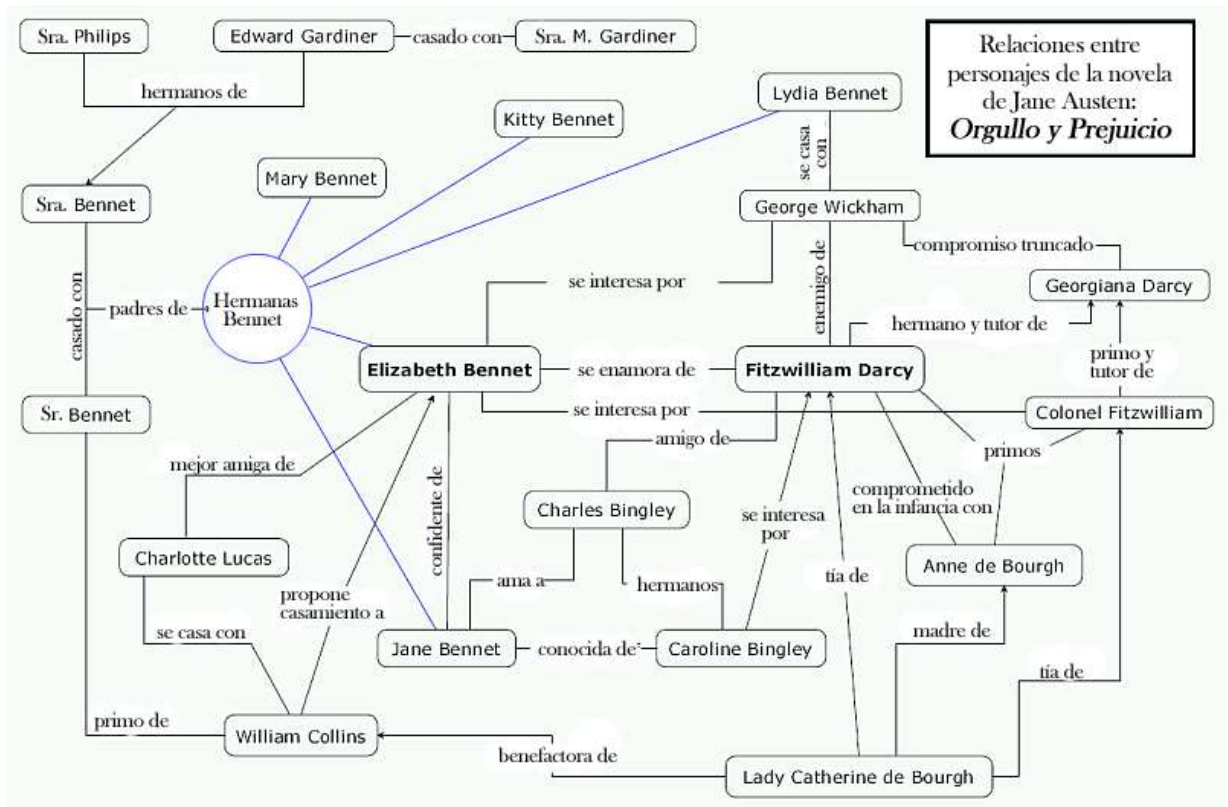 Sra. Philips
Edward Gardiner
casado con
Sra. M. Gardiner
Relaciones entre
personajes de la novela
de Jane Austen:
Orgullo y Prejuicio
hermanos de
Lydia Bennet
Kitty Bennet
se casa
con
Mary Bennet
Sra. Bennet
George Wickham
compromiso truncado
casado con
padres de
Hermanas
Bennet
se interesa por
enemigo de
Georgiana Darcy
hermano y tutor de
primo y
tutor de
Elizabeth Bennet
se enamora de
Fitzwilliam Darcy
Sr. Bennet
se interesa por
Colonel Fitzwilliam
amigo de
primos
mejor amiga de
confidente de
Charles Bingley
se interesa
por
comprometido
en la infancia con
Charlotte Lucas
Anne de Bourgh
propone
casamiento a
ama a
hermanos
tía de
se casa con
Jane Bennet
conocida de
Caroline Bingley
madre de
tía de
primo de
William Collins
benefactora de
Lady Catherine de Bourgh